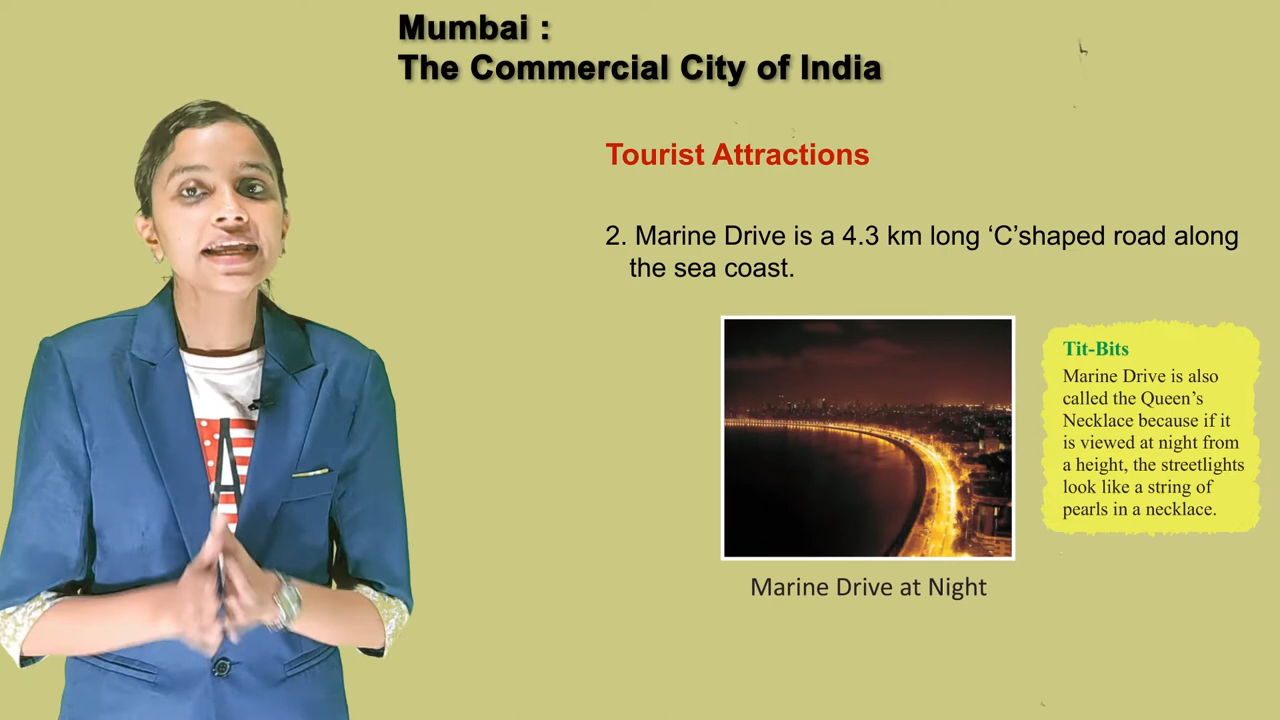 Mumbai :
The Commercial City of India
Tourist Attractions
2. Marine Drive is a 4.3 km long ‘C’shaped road along
the sea coast.
Tit-Bits
Marine Drive is also
called the Queen’s
Necklace because if it
is viewed at night from
a height, the streetlights
look like a string of
pearls in a necklace.
Marine Drive at Night
A